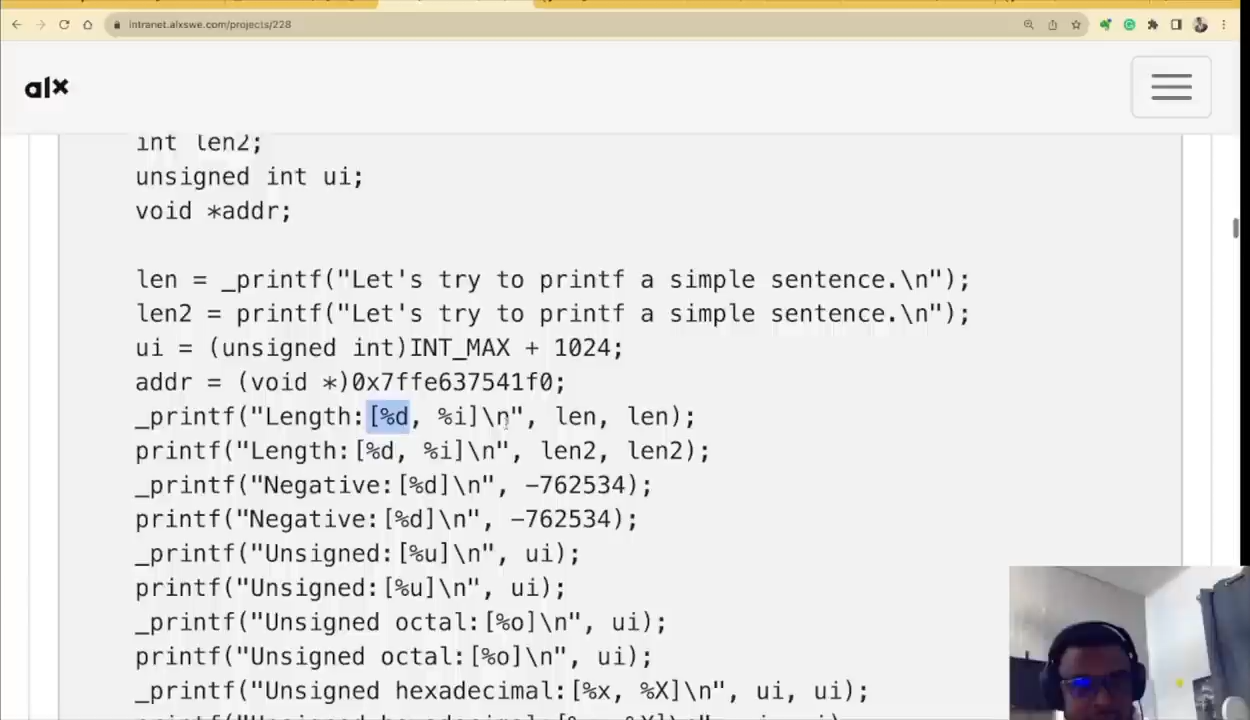 intranet.alxswe.com/projects/228
alx
int len2;
unsigned int ui;
void *addr;
len = _printf("Let's try to printf a simple sentence.\n");
len2 = printf("Let's try to printf a simple sentence.\n");
ui = (unsigned int)INT_MAX + 1024;
addr = (void *)0x7ffe637541f0;
_printf("Length:[%d, %i]\n", len, len);
printf("Length:[%d, %i]\n", len2, len2);
_printf("Negative:[%d]\n", -762534);
printf("Negative:[%d]\n", -762534);
_printf("Unsigned:[%u]\n", ui);
printf("Unsigned:[%u]\n", ui);
_printf("Unsigned octal:[%o]\n", ui);
printf("Unsigned octal:[%o]\n", ui);
_printf("Unsigned hexadecimal:[%x, %X]\n", ui, ui);